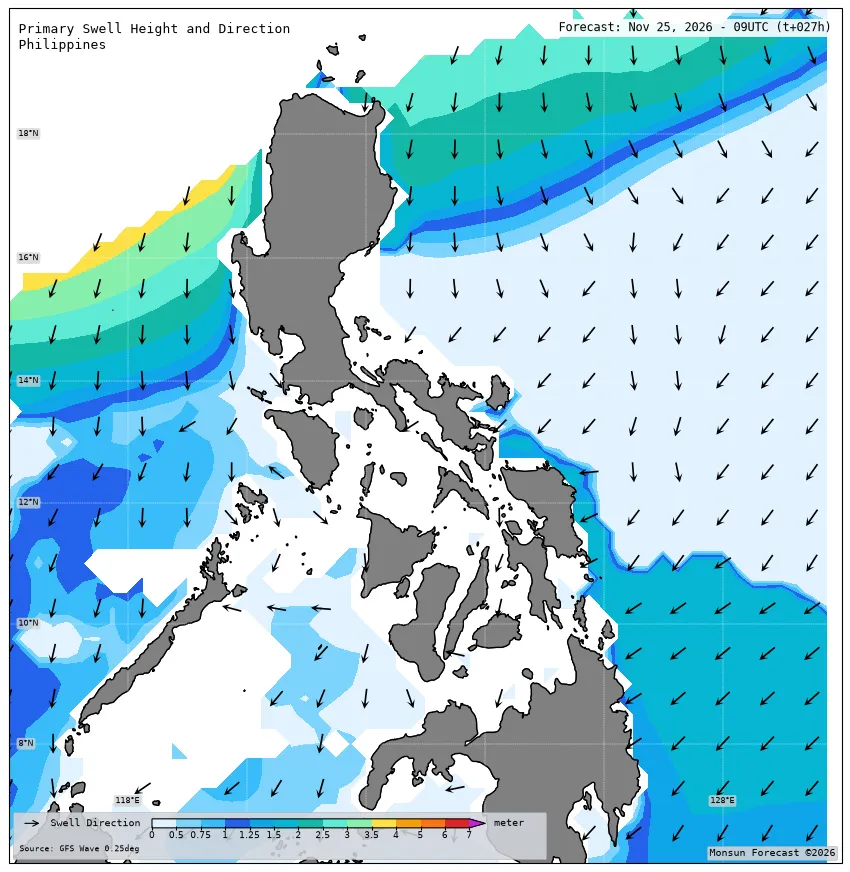 Primary Swell Height and Direction
Philippines
Forecast: Nov 25, 2026 - 09UTC (t+027h)
18°N
16°N
14°N
12°N
10°N
8°N
118°E
128°E
Swell Direction
0 0.5 0.75 1 1.25 1.5 2 2.5 3 3.5 4 5 6 7
meter
Source: GFS Wave 0.25deg
Monsun Forecast ©2026